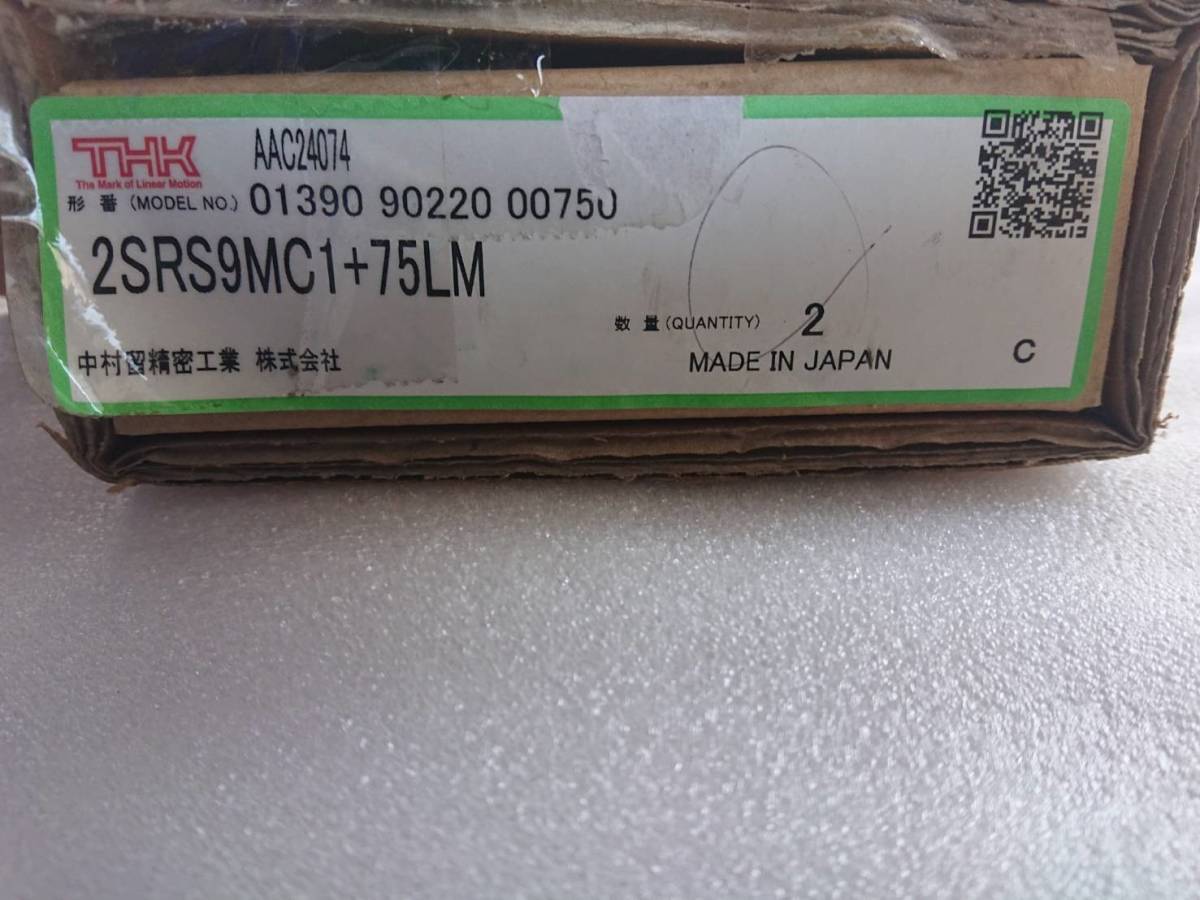 THK
The Mark of Linear Motion
AAC24074
形 番 (MODEL NO.) 01390 90220 00750
2SRS9MC1+75LM
数 量 (QUANTITY) 2
中村留精密工業 株式会社
MADE IN JAPAN
C